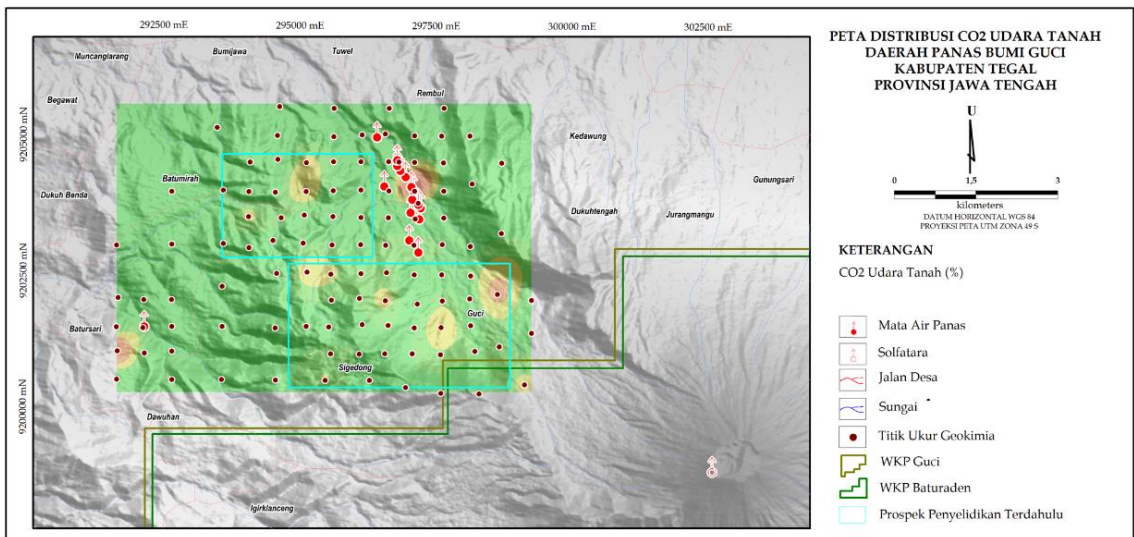 292500 mE 295000 mE 297500 mE 300000 mE 302500 mE
PETA DISTRIBUSI CO2 UDARA TANAH
DAERAH PANAS BUMI GUCI
KABUPATEN TEGAL
PROVINSI JAWA TENGAH
U
0 1,5 3
kilometers
DATUM HORIZONTAL WGS 84
PROYEKSI PETA UTM ZONA 49 S
KETERANGAN
CO2 Udara Tanah (%)
Mata Air Panas
Solfatara
Jalan Desa
Sungai
Titik Ukur Geokimia
WKP Guci
WKP Baturaden
Prospek Penyelidikan Terdahulu
9205000 mN
9202500 mN
9200000 mN
Muncanglarang
Bumijawa
Tuwel
Begawat
Rembul
Kedawung
Batumirah
Gunungsari
Dukuh Benda
Dukuhtengah
Jurangmangu
Batursari
Guci
Sigedong
Dawuhan
Igirklanceng